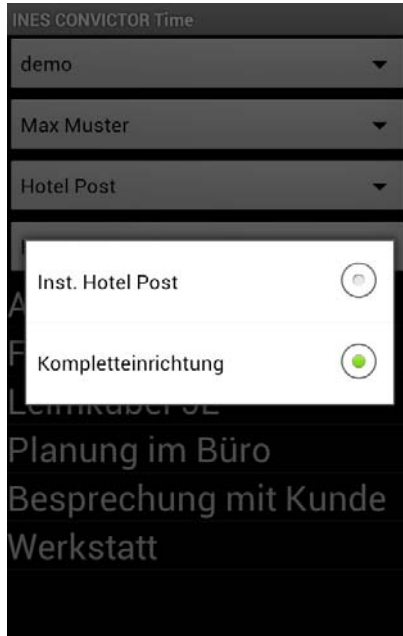 INES CONVICTOR Time
demo
Max Muster
Hotel Post
Inst. Hotel Post
Kompletteinrichtung
Planung im Büro
Besprechung mit Kunde
Werkstatt